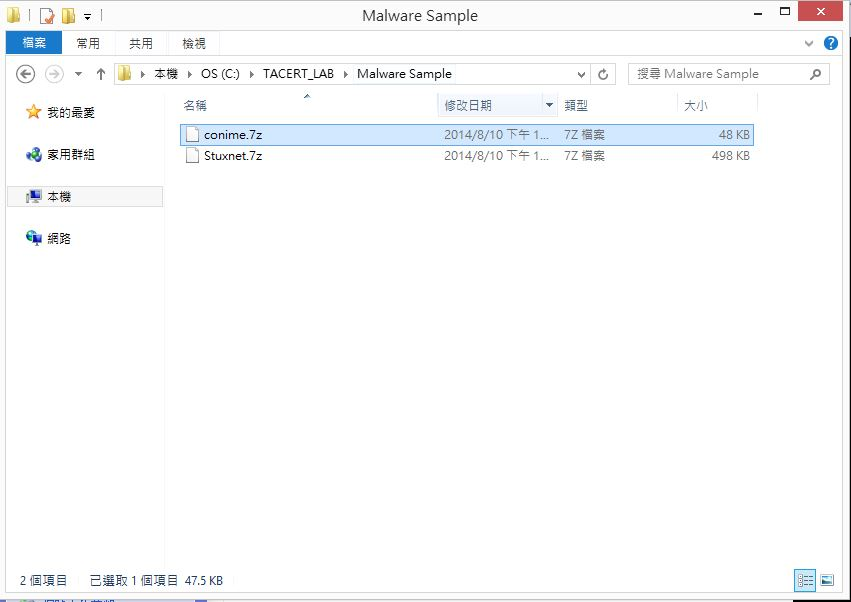 Malware Sample
檔案 常用 共用 檢視
本機 OS (C:) TACERT_LAB Malware Sample 搜尋 Malware Sample
名稱 修改日期 類型 大小
我的最愛
conime.7z 2014/8/10 下午 1... 7Z 檔案 48 KB
家用群組
Stuxnet.7z 2014/8/10 下午 1... 7Z 檔案 498 KB
本機
網路
2 個項目 已選取 1 個項目 47.5 KB